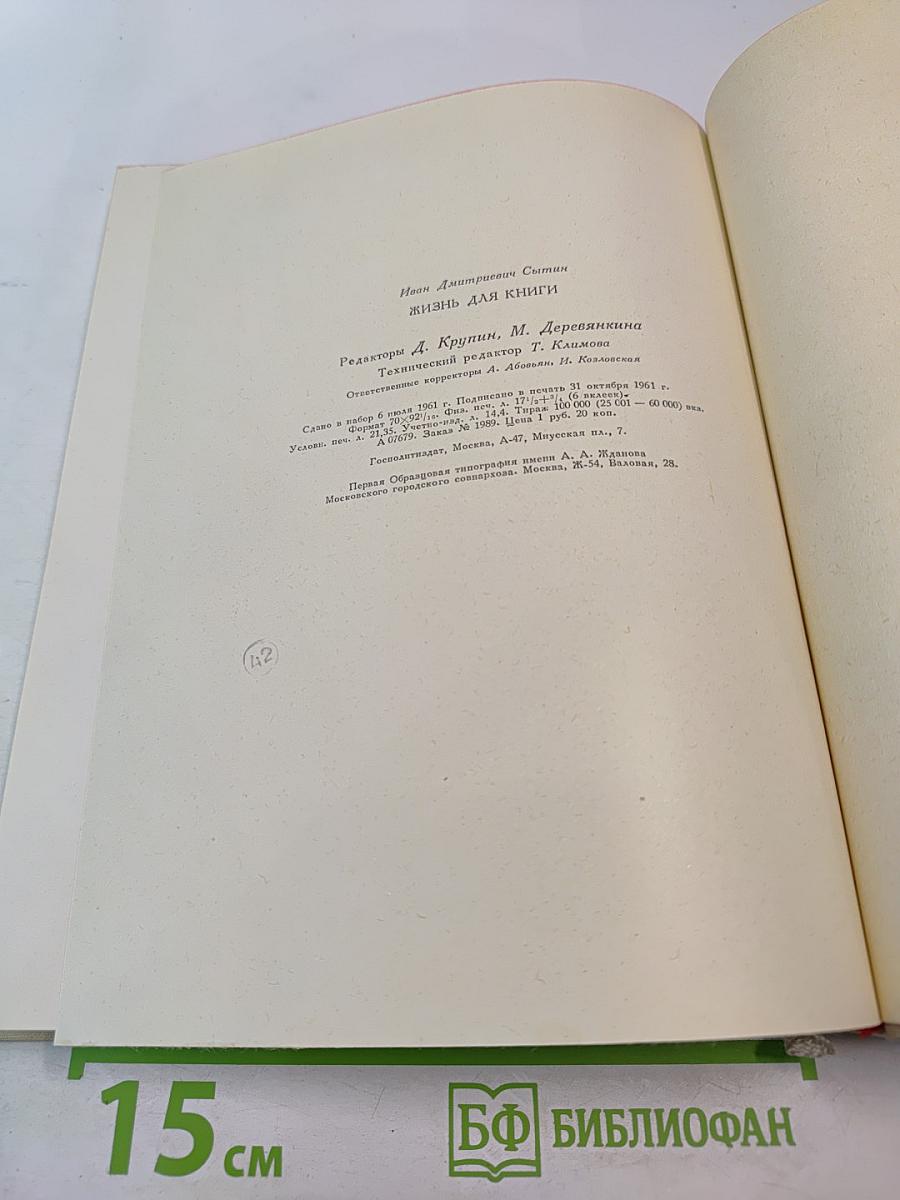 Иван Дмитриевич Сытин
ЖИЗНЬ ДЛЯ КНИГИ
Редакторы Д. Крупин, М. Деревянкина
Технический редактор Т. Климова
Ответственные корректоры А. Абовьян, И. Козловская
Сдано в набор 6 июля 1961 г. Подписано в печать 31 октября 1961 г.
Формат 70×92¹/₁₆. Физ. печ. л. 17¹/₂+³/₄ (6 вклеек).
Условн. печ. л. 21,35. Учетно-изд. л. 14,4. Тираж 100 000 (25 001 — 60 000) экз.
А 07679. Заказ № 1989. Цена 1 руб. 20 коп.
Госполитиздат, Москва, А-47, Миусская пл., 7.
Первая Образцовая типография имени А. А. Жданова
Московского городского совнархоза. Москва, Ж-54, Валовая, 28.
42
15 см
БФ БИБЛИОФАН